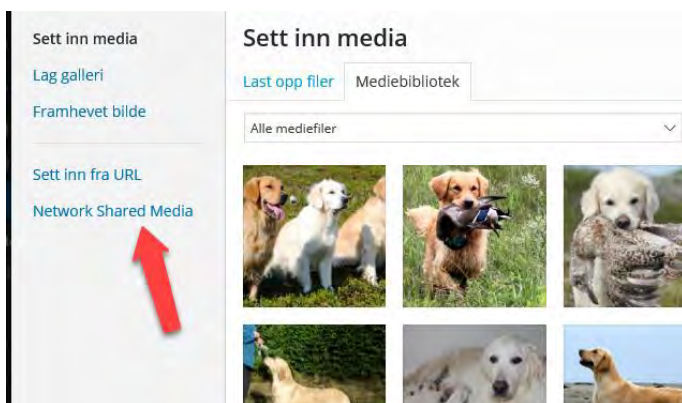 Sett inn media
Lag galleri
Framhevet bilde
Sett inn fra URL
Network Shared Media
Sett inn media
Last opp filer
Mediebibliotek
Alle mediefiler